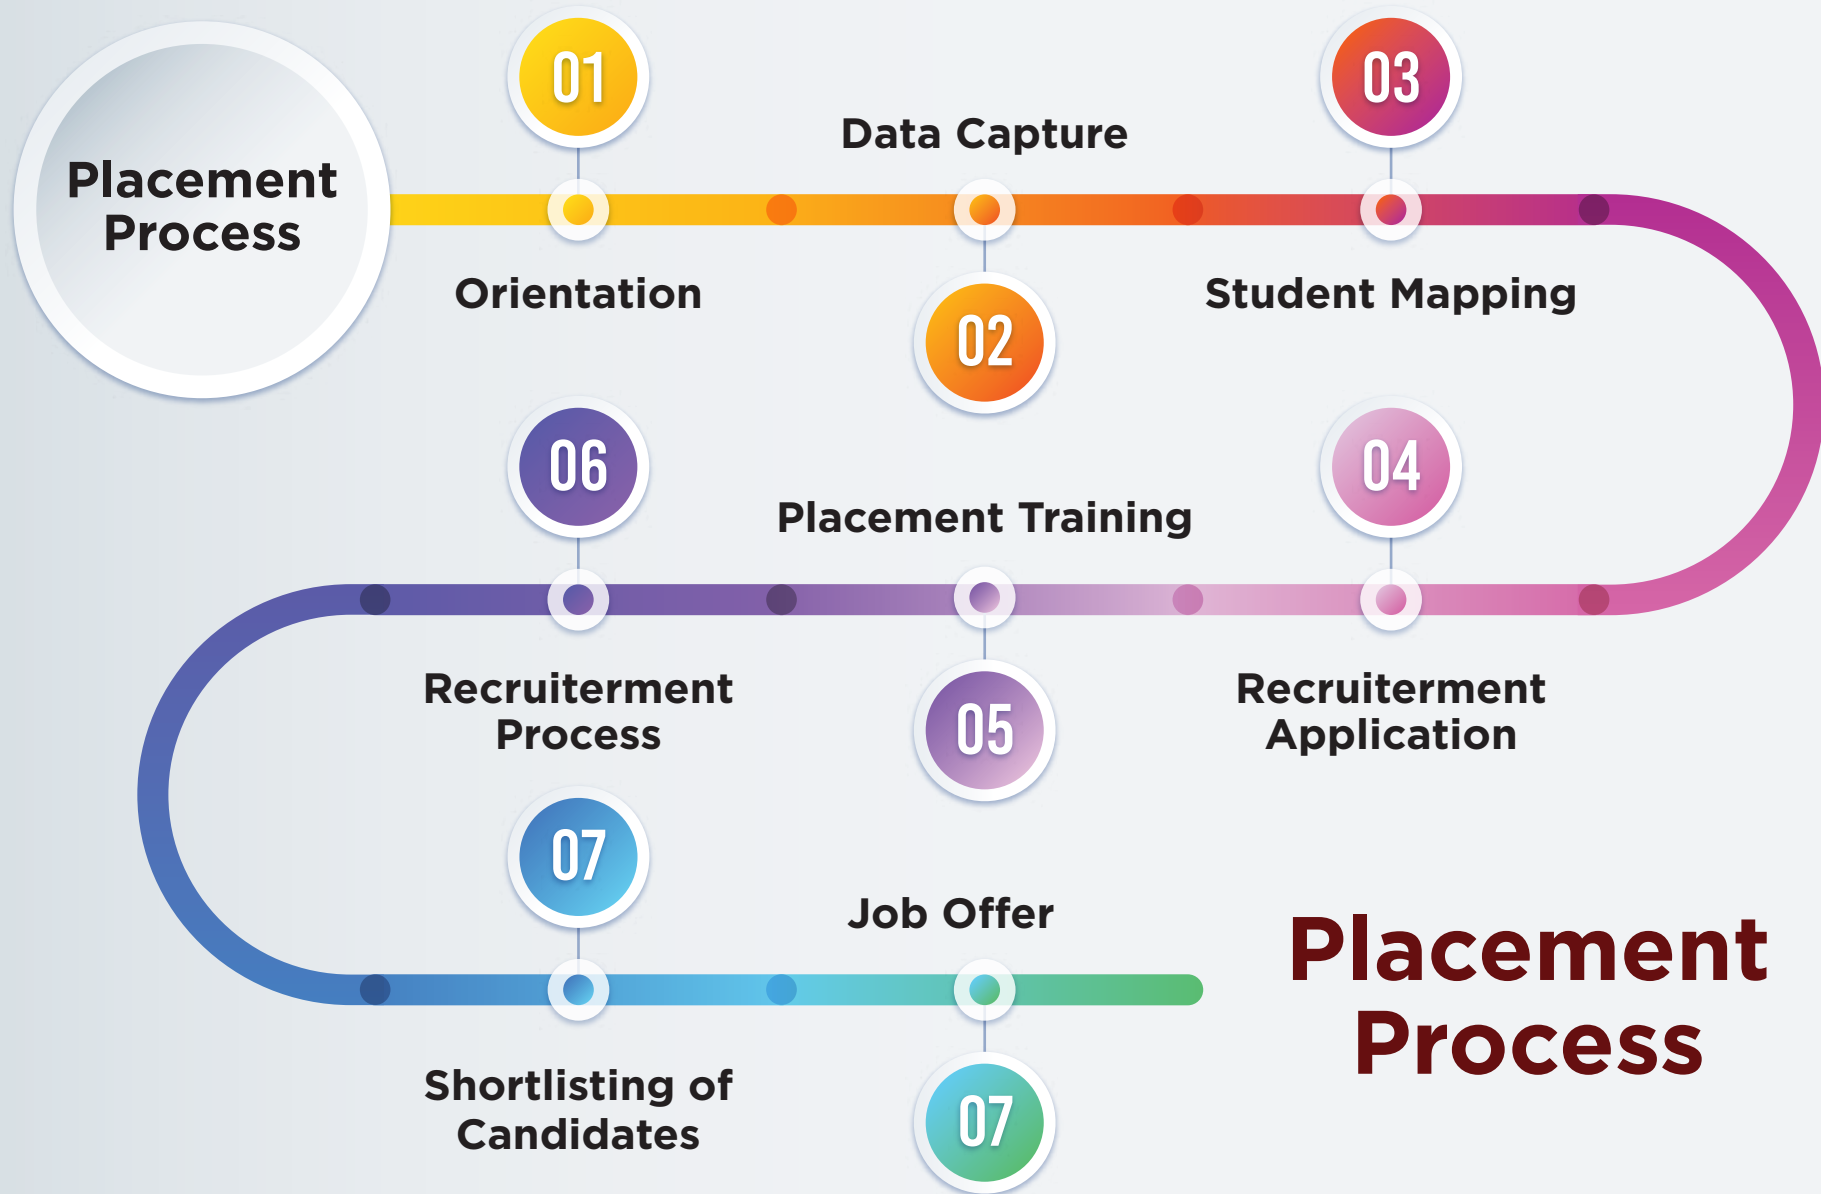 Placement
Process
01
Orientation
Data Capture
02
03
Student Mapping
04
Recruiterment
Application
Placement Training
05
06
Recruiterment
Process
07
Shortlisting of
Candidates
Job Offer
07
Placement
Process